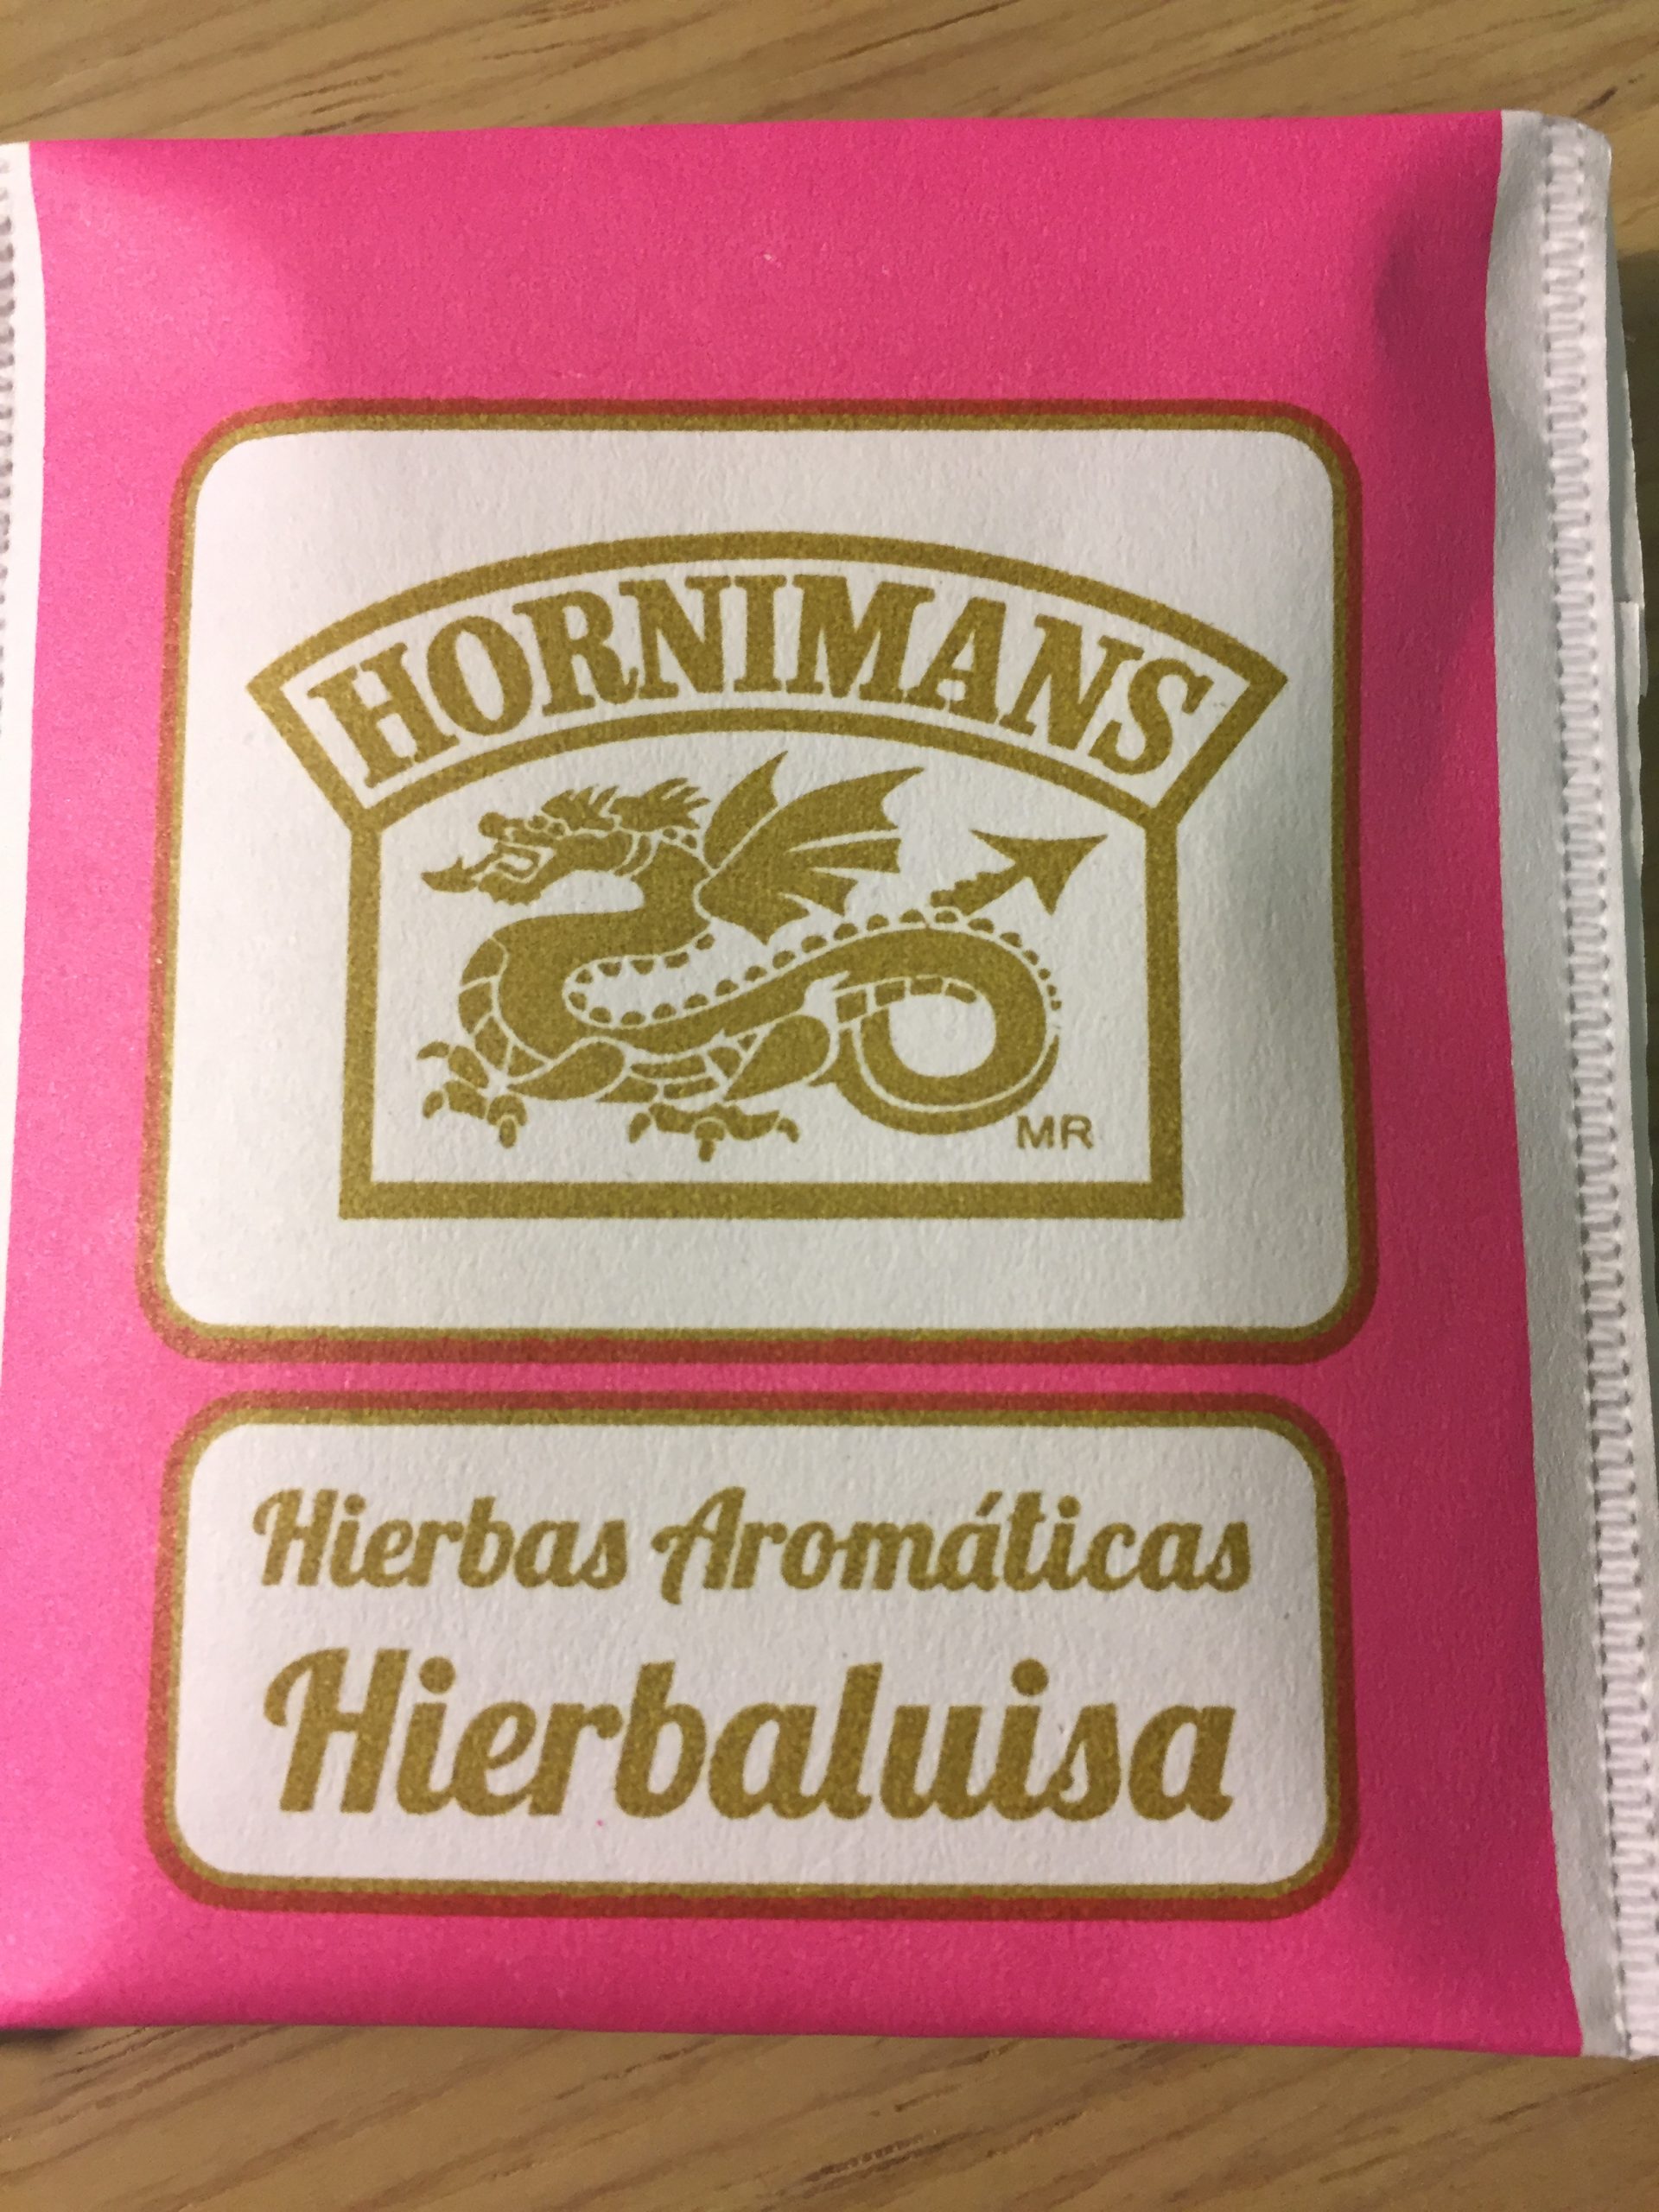 HORNIMANS
MR
Hierbas Aromáticas
Hierbaluisa